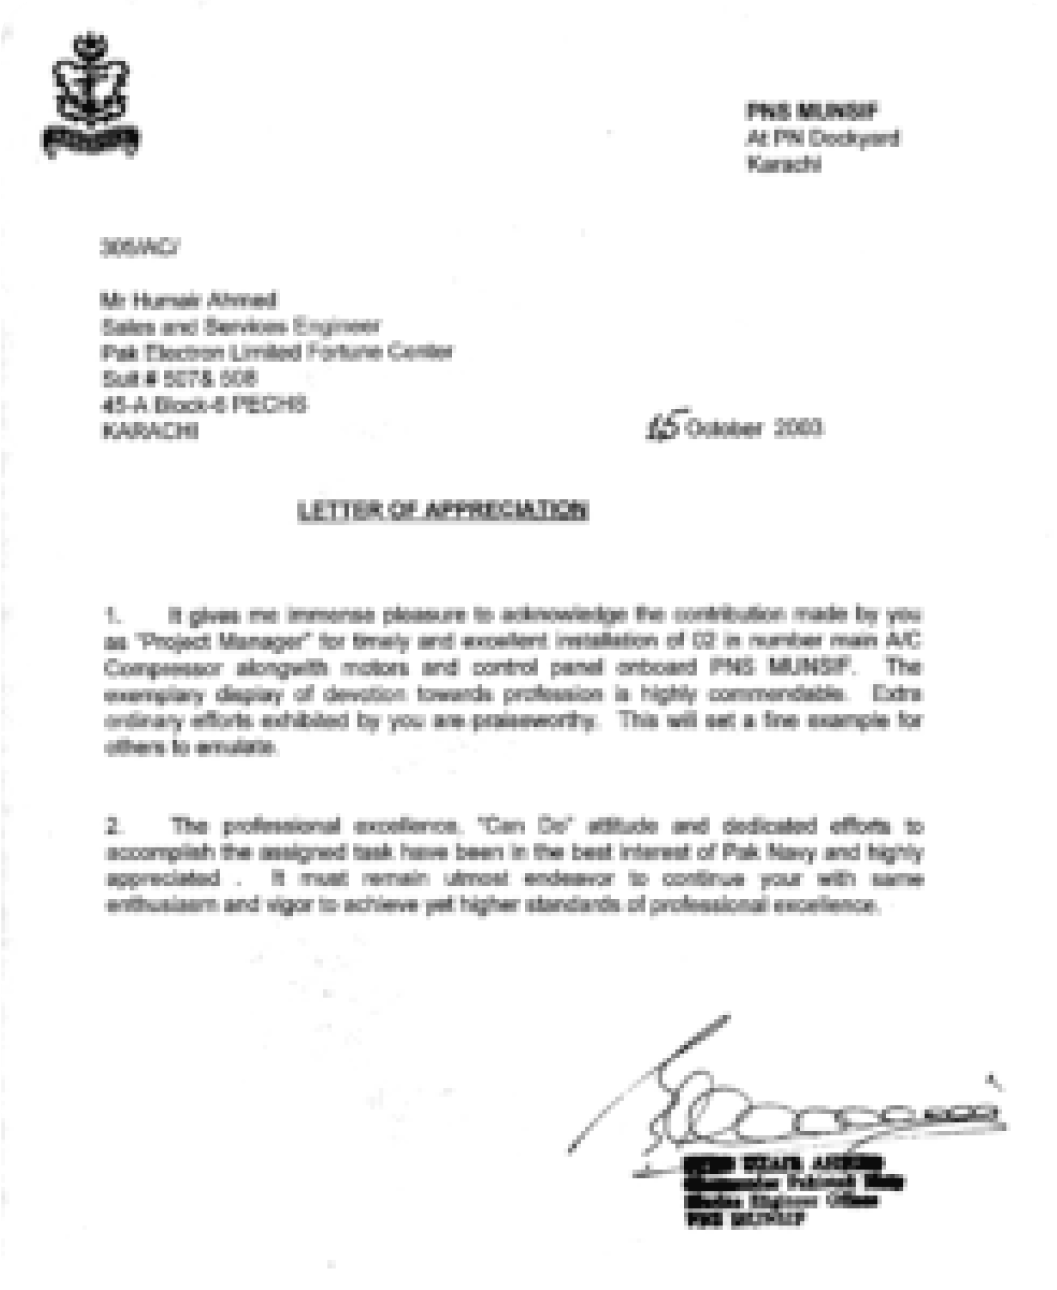 PNS MUNSIF
At PN Dockyard
Karachi
305/AC/
Mr Humair Ahmed
Sales and Services Engineer
Pak Electron Limited Fortune Center
Suit # 507& 508
45-A Block-6 PECHS
KARACHI
15 October 2003
LETTER OF APPRECIATION
1. It gives me immense pleasure to acknowledge the contribution made by you
as "Project Manager" for timely and excellent installation of 02 in number main A/C
Compressor alongwith motors and control panel onboard PNS MUNSIF. The
exemplary display of devotion towards profession is highly commendable. Extra
ordinary efforts exhibited by you are praiseworthy. This will set a fine example for
others to emulate.
2. The professional excellence, "Can Do" attitude and dedicated efforts to
accomplish the assigned task have been in the best interest of Pak Navy and highly
appreciated . It must remain utmost endeavor to continue your with same
enthusiasm and vigor to achieve yet higher standards of professional excellence.
Engineer Officer
PNS MUNSIF